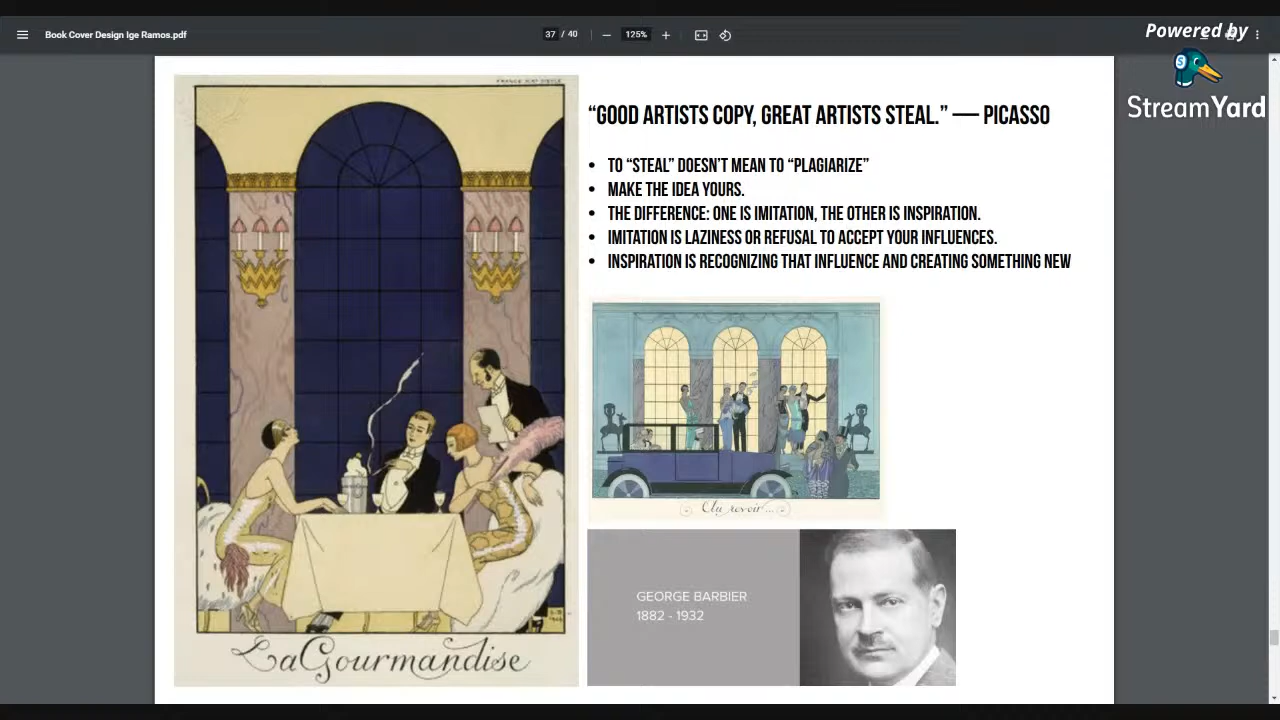 Book Cover Design Ige Ramos.pdf
37 / 40
125%
Powered by
StreamYard
“GOOD ARTISTS COPY, GREAT ARTISTS STEAL.” — PICASSO
• TO “STEAL” DOESN’T MEAN TO “PLAGIARIZE”
• MAKE THE IDEA YOURS.
• THE DIFFERENCE: ONE IS IMITATION, THE OTHER IS INSPIRATION.
• IMITATION IS LAZINESS OR REFUSAL TO ACCEPT YOUR INFLUENCES.
• INSPIRATION IS RECOGNIZING THAT INFLUENCE AND CREATING SOMETHING NEW
Au revoir...
GEORGE BARBIER
1882 - 1932
La Gourmandise